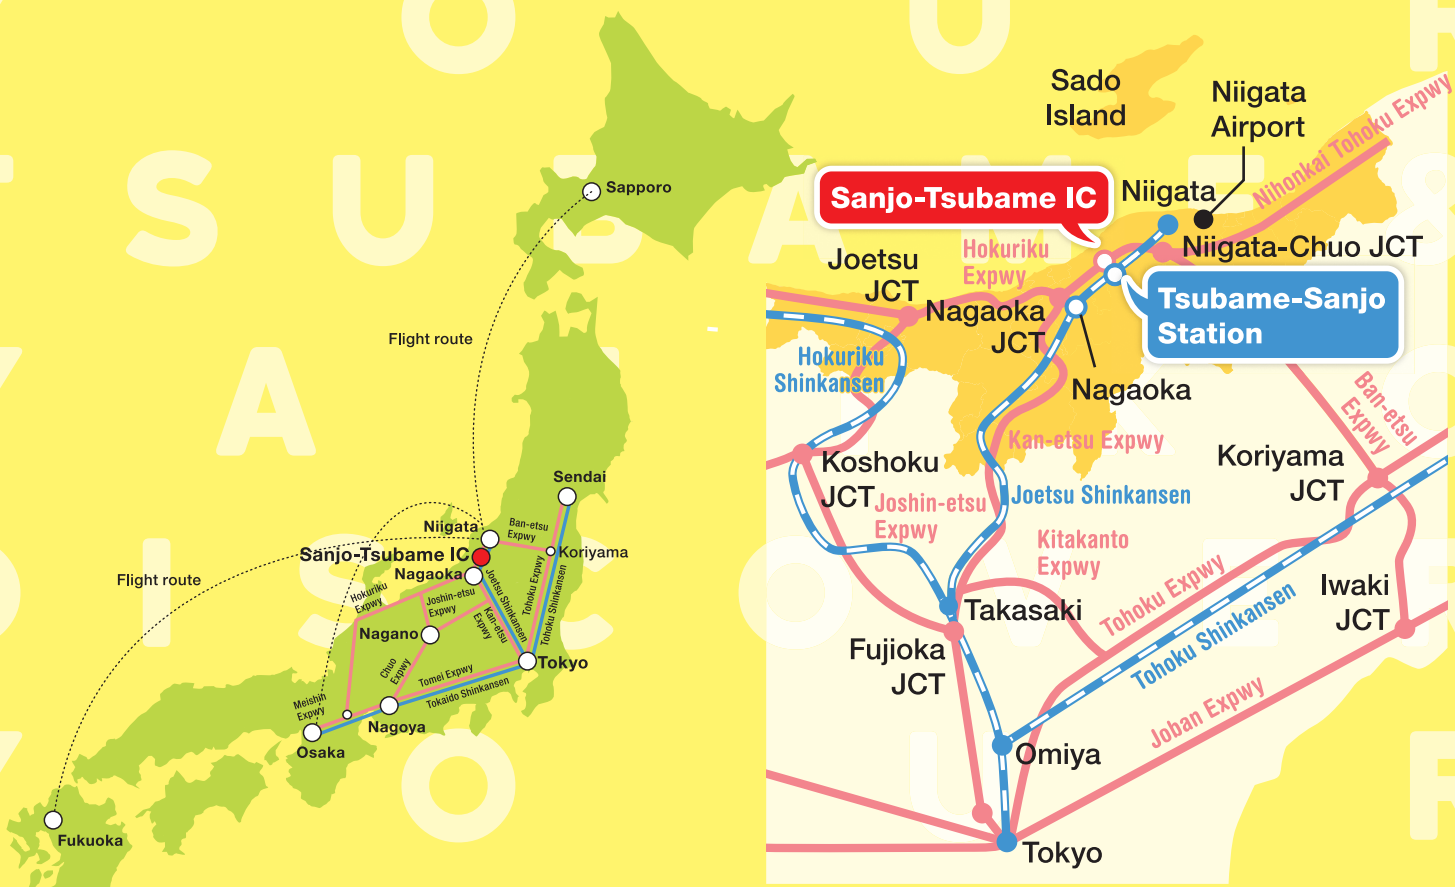 Sapporo
Flight route
Sendai
Niigata
Ban-etsu
Expwy
Koriyama
Sanjo-Tsubame IC
Nagaoka
Flight route
Hokuriku
Expwy
Joshin-etsu
Expwy
Joetsu Shinkansen
Kan-etsu
Expwy
Tohoku Expwy
Tohoku Shinkansen
Nagano
Chuo
Expwy
Tokyo
Tomei Expwy
Tokaido Shinkansen
Meishin
Expwy
Nagoya
Osaka
Fukuoka
Sado
Island
Niigata
Airport
Nihonkai Tohoku Expwy
Sanjo-Tsubame IC
Niigata
Niigata-Chuo JCT
Hokuriku
Expwy
Joetsu
JCT
Nagaoka
JCT
Tsubame-Sanjo
Station
Hokuriku
Shinkansen
Nagaoka
Ban-etsu
Expwy
Kan-etsu Expwy
Koshoku
JCT
Koriyama
JCT
Joshin-etsu
Expwy
Joetsu Shinkansen
Kitakanto
Expwy
Tohoku Expwy
Tohoku Shinkansen
Iwaki
JCT
Takasaki
Fujioka
JCT
Joban Expwy
Omiya
Tokyo